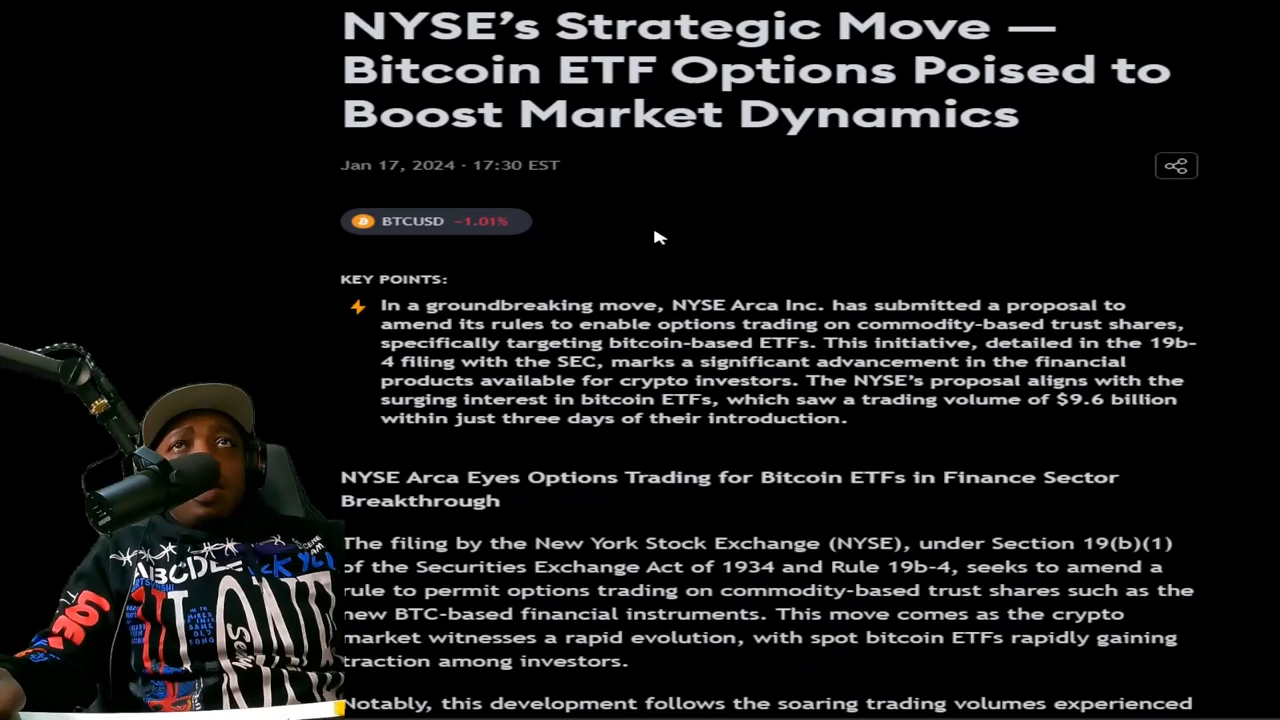 NYSE’s Strategic Move —
Bitcoin ETF Options Poised to
Boost Market Dynamics
Jan 17, 2024 · 17:30 EST
BTCUSD −1.01%
KEY POINTS:
In a groundbreaking move, NYSE Arca Inc. has submitted a proposal to
amend its rules to enable options trading on commodity-based trust shares,
specifically targeting bitcoin-based ETFs. This initiative, detailed in the 19b-
4 filing with the SEC, marks a significant advancement in the financial
products available for crypto investors. The NYSE’s proposal aligns with the
surging interest in bitcoin ETFs, which saw a trading volume of $9.6 billion
within just three days of their introduction.
NYSE Arca Eyes Options Trading for Bitcoin ETFs in Finance Sector
Breakthrough
The filing by the New York Stock Exchange (NYSE), under Section 19(b)(1)
of the Securities Exchange Act of 1934 and Rule 19b-4, seeks to amend a
rule to permit options trading on commodity-based trust shares such as the
new BTC-based financial instruments. This move comes as the crypto
market witnesses a rapid evolution, with spot bitcoin ETFs rapidly gaining
traction among investors.
Notably, this development follows the soaring trading volumes experienced
ABCDE